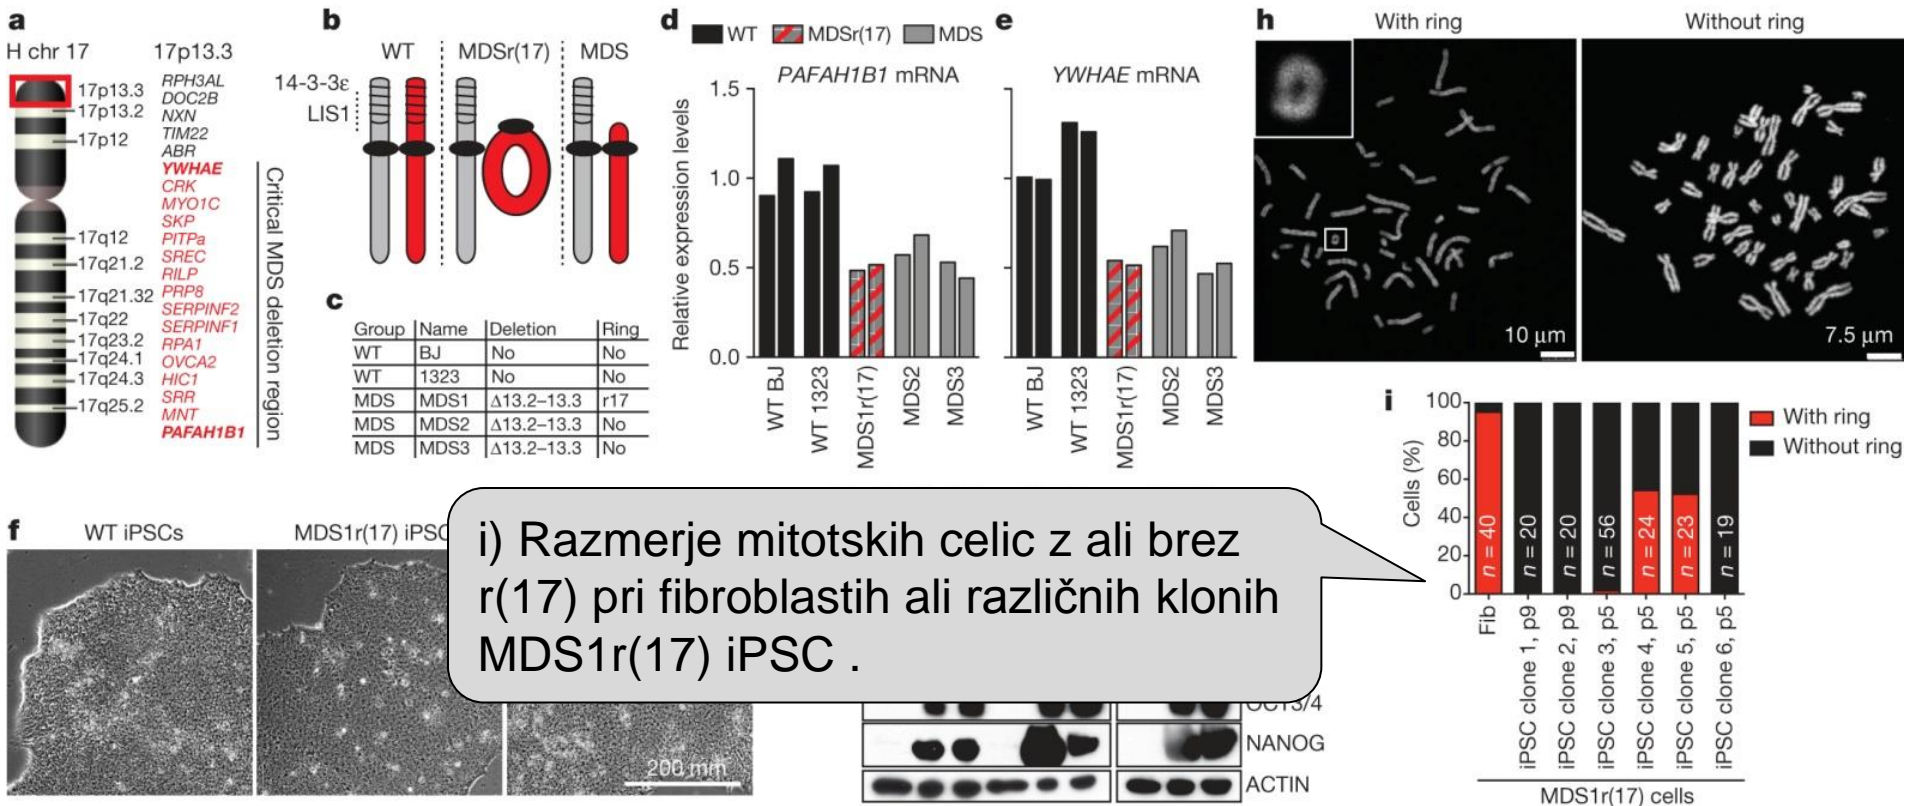 a
H chr 17
17p13.3
17p13.3
17p13.2
17p12
17q12
17q21.2
17q21.32
17q22
17q23.2
17q24.1
17q24.3
17q25.2
RPH3AL
DOC2B
NXN
TIM22
ABR
YWHAE
CRK
MYO1C
SKP
PITPa
SREC
RILP
PRP8
SERPINF2
SERPINF1
RPA1
OVCA2
HIC1
SRR
MNT
PAFAH1B1
Critical MDS deletion region
b
WT
MDSr(17)
MDS
14-3-3ε
LIS1
c
Group Name Deletion Ring
WT BJ No No
WT 1323 No No
MDS MDS1 Δ13.2–13.3 r17
MDS MDS2 Δ13.2–13.3 No
MDS MDS3 Δ13.2–13.3 No
d
WT
MDSr(17)
MDS
PAFAH1B1 mRNA
Relative expression levels
1.5
1.0
0.5
0.0
WT BJ
WT 1323
MDS1r(17)
MDS2
MDS3
e
YWHAE mRNA
WT BJ
WT 1323
MDS1r(17)
MDS2
MDS3
f
WT iPSCs
MDS1r(17) iPSC
200 mm
i) Razmerje mitotskih celic z ali brez
r(17) pri fibroblastih ali različnih klonih
MDS1r(17) iPSC .
NANOG
ACTIN
h
With ring
Without ring
10 µm
7.5 µm
i
Cells (%)
100
80
60
40
20
0
n = 40
n = 20
n = 20
n = 56
n = 24
n = 23
n = 19
With ring
Without ring
Fib
iPSC clone 1, p9
iPSC clone 2, p9
iPSC clone 3, p5
iPSC clone 4, p5
iPSC clone 5, p5
iPSC clone 6, p5
MDS1r(17) cells